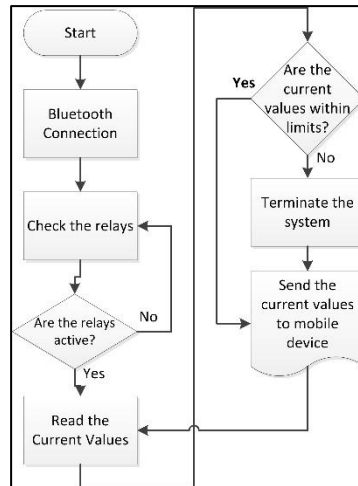 Start
Bluetooth
Connection
Check the relays
Are the relays
active?
No
Yes
Read the
Current Values
Are the
current
values within
limits?
Yes
No
Terminate the
system
Send the
current values
to mobile
device